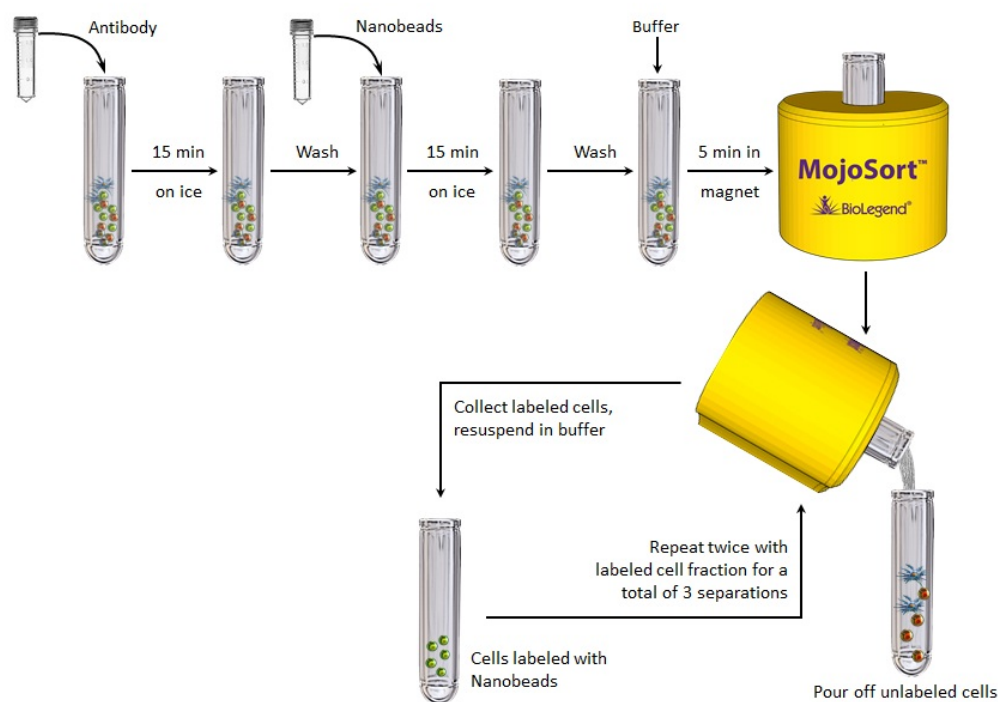 Antibody
Nanobeads
Buffer
15 min
on ice
Wash
15 min
on ice
Wash
5 min in
magnet
MojoSort™
BioLegend®
Collect labeled cells,
resuspend in buffer
Repeat twice with
labeled cell fraction for a
total of 3 separations
Cells labeled with
Nanobeads
Pour off unlabeled cells